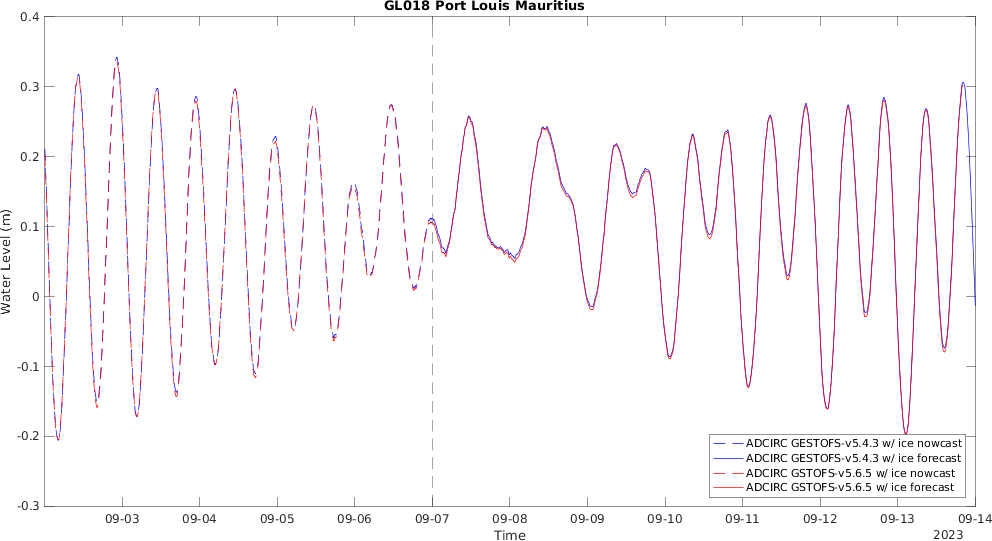 GL018 Port Louis Mauritius
0.4
0.3
0.2
0.1
0
-0.1
-0.2
-0.3
Water Level (m)
ADCIRC GESTOFS-v5.4.3 w/ ice nowcast
ADCIRC GESTOFS-v5.4.3 w/ ice forecast
ADCIRC GSTOFS-v5.6.5 w/ ice nowcast
ADCIRC GSTOFS-v5.6.5 w/ ice forecast
09-03 09-04 09-05 09-06 09-07 09-08 09-09 09-10 09-11 09-12 09-13 09-14
Time
2023